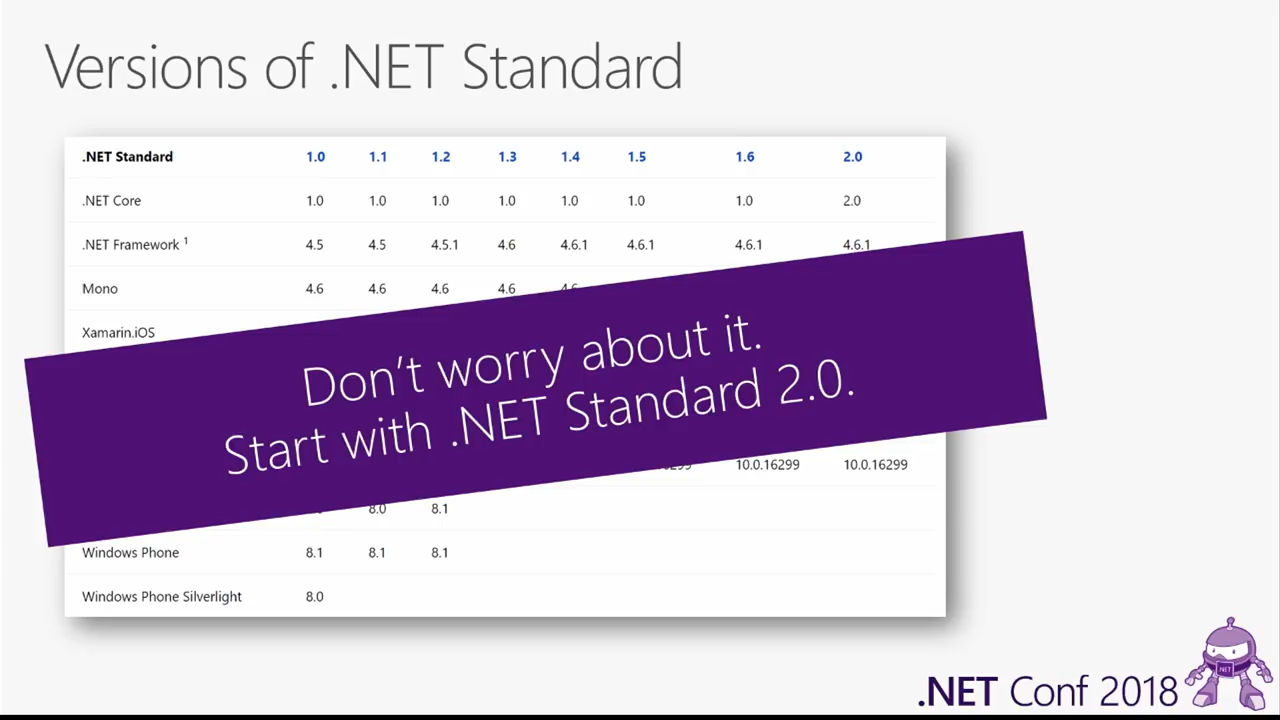 Versions of .NET Standard
.NET Standard 1.0 1.1 1.2 1.3 1.4 1.5 1.6 2.0
.NET Core 1.0 1.0 1.0 1.0 1.0 1.0 1.0 2.0
.NET Framework 1 4.5 4.5 4.5.1 4.6 4.6.1 4.6.1 4.6.1 4.6.1
Mono 4.6 4.6 4.6 4.6 4.6
Xamarin.iOS
Don't worry about it.
Start with .NET Standard 2.0.
10.0.16299 10.0.16299
8.0 8.1
Windows Phone 8.1 8.1 8.1
Windows Phone Silverlight 8.0
.NET Conf 2018
NET